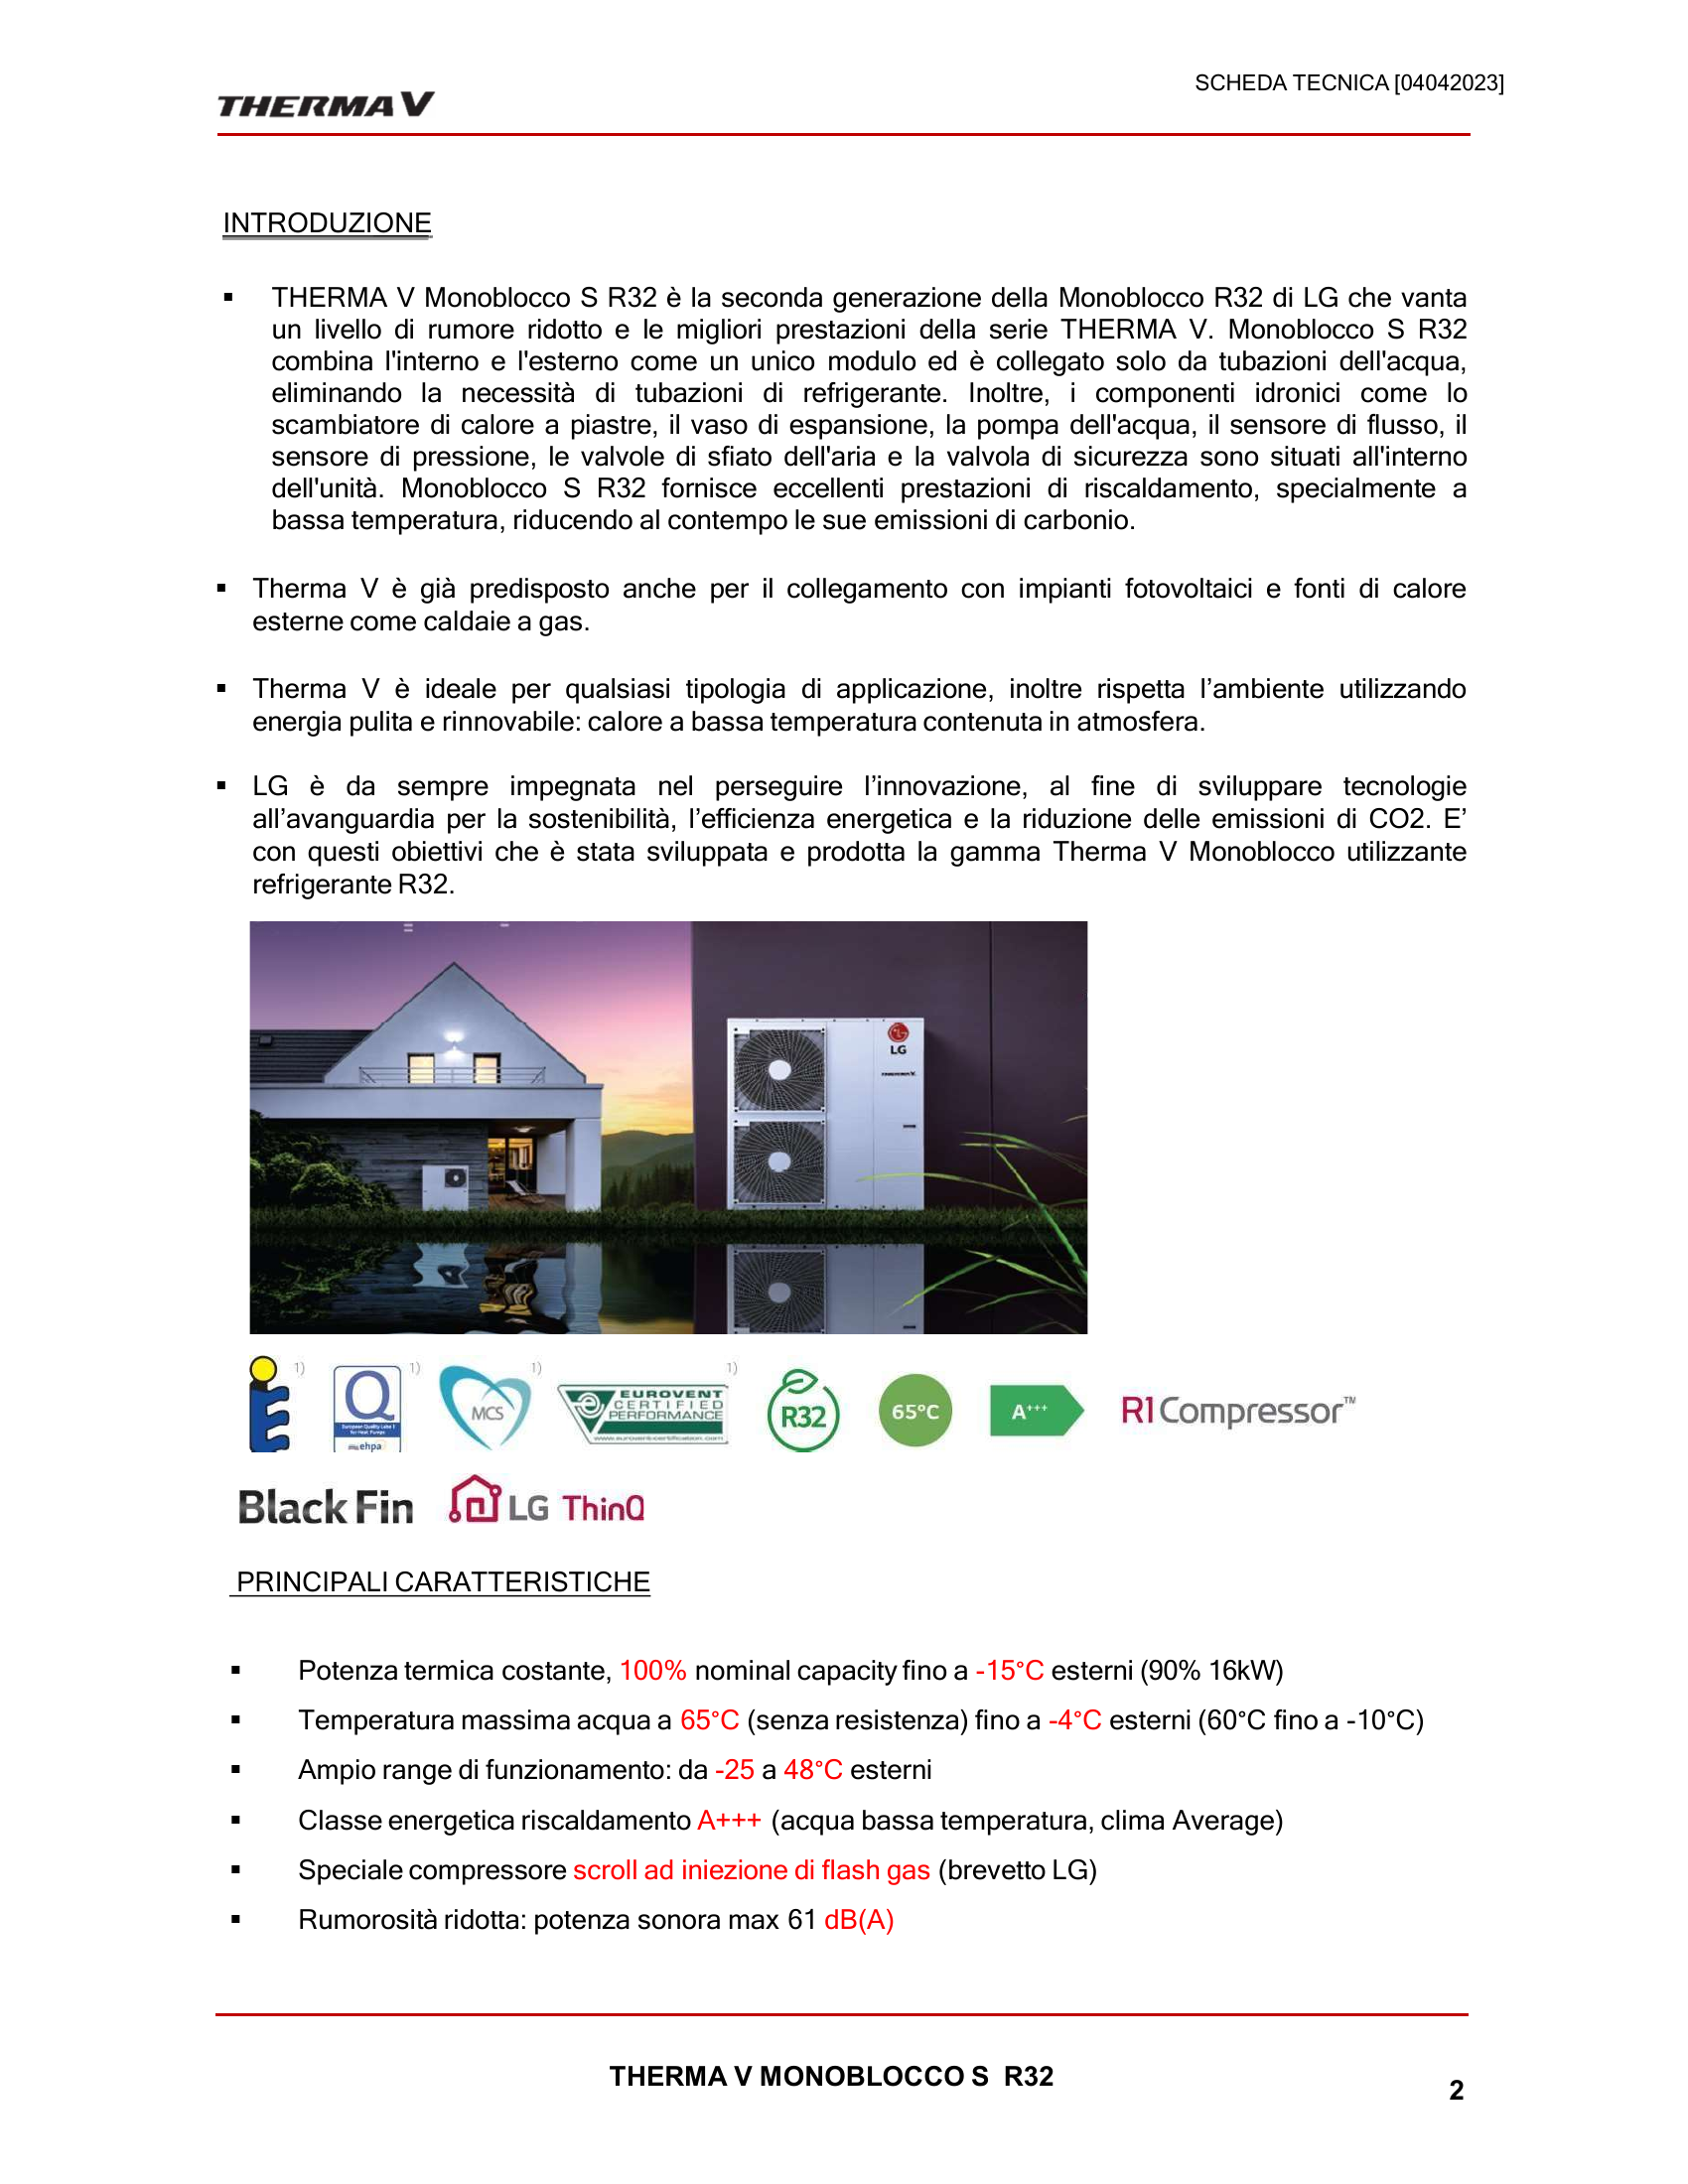 SCHEDA TECNICA [04042023]
THERMA V
INTRODUZIONE
▪ THERMA V Monoblocco S R32 è la seconda generazione della Monoblocco R32 di LG che vanta
un livello di rumore ridotto e le migliori prestazioni della serie THERMA V. Monoblocco S R32
combina l'interno e l'esterno come un unico modulo ed è collegato solo da tubazioni dell'acqua,
eliminando la necessità di tubazioni di refrigerante. Inoltre, i componenti idronici come lo
scambiatore di calore a piastre, il vaso di espansione, la pompa dell'acqua, il sensore di flusso, il
sensore di pressione, le valvole di sfiato dell'aria e la valvola di sicurezza sono situati all'interno
dell'unità. Monoblocco S R32 fornisce eccellenti prestazioni di riscaldamento, specialmente a
bassa temperatura, riducendo al contempo le sue emissioni di carbonio.
▪ Therma V è già predisposto anche per il collegamento con impianti fotovoltaici e fonti di calore
esterne come caldaie a gas.
▪ Therma V è ideale per qualsiasi tipologia di applicazione, inoltre rispetta l’ambiente utilizzando
energia pulita e rinnovabile: calore a bassa temperatura contenuta in atmosfera.
▪ LG è da sempre impegnata nel perseguire l’innovazione, al fine di sviluppare tecnologie
all’avanguardia per la sostenibilità, l’efficienza energetica e la riduzione delle emissioni di CO2. E’
con questi obiettivi che è stata sviluppata e prodotta la gamma Therma V Monoblocco utilizzante
refrigerante R32.
LG
THERMA V
1) 1) 1) 1)
Q
European Quality Label
for Heat Pumps
ehpa
MCS
EUROVENT
CERTIFIED
PERFORMANCE
www.eurovent-certification.com
R32
65°C
A+++
R1 Compressor™
Black Fin
LG ThinQ
PRINCIPALI CARATTERISTICHE
▪ Potenza termica costante, 100% nominal capacity fino a -15°C esterni (90% 16kW)
▪ Temperatura massima acqua a 65°C (senza resistenza) fino a -4°C esterni (60°C fino a -10°C)
▪ Ampio range di funzionamento: da -25 a 48°C esterni
▪ Classe energetica riscaldamento A+++ (acqua bassa temperatura, clima Average)
▪ Speciale compressore scroll ad iniezione di flash gas (brevetto LG)
▪ Rumorosità ridotta: potenza sonora max 61 dB(A)
THERMA V MONOBLOCCO S R32
2